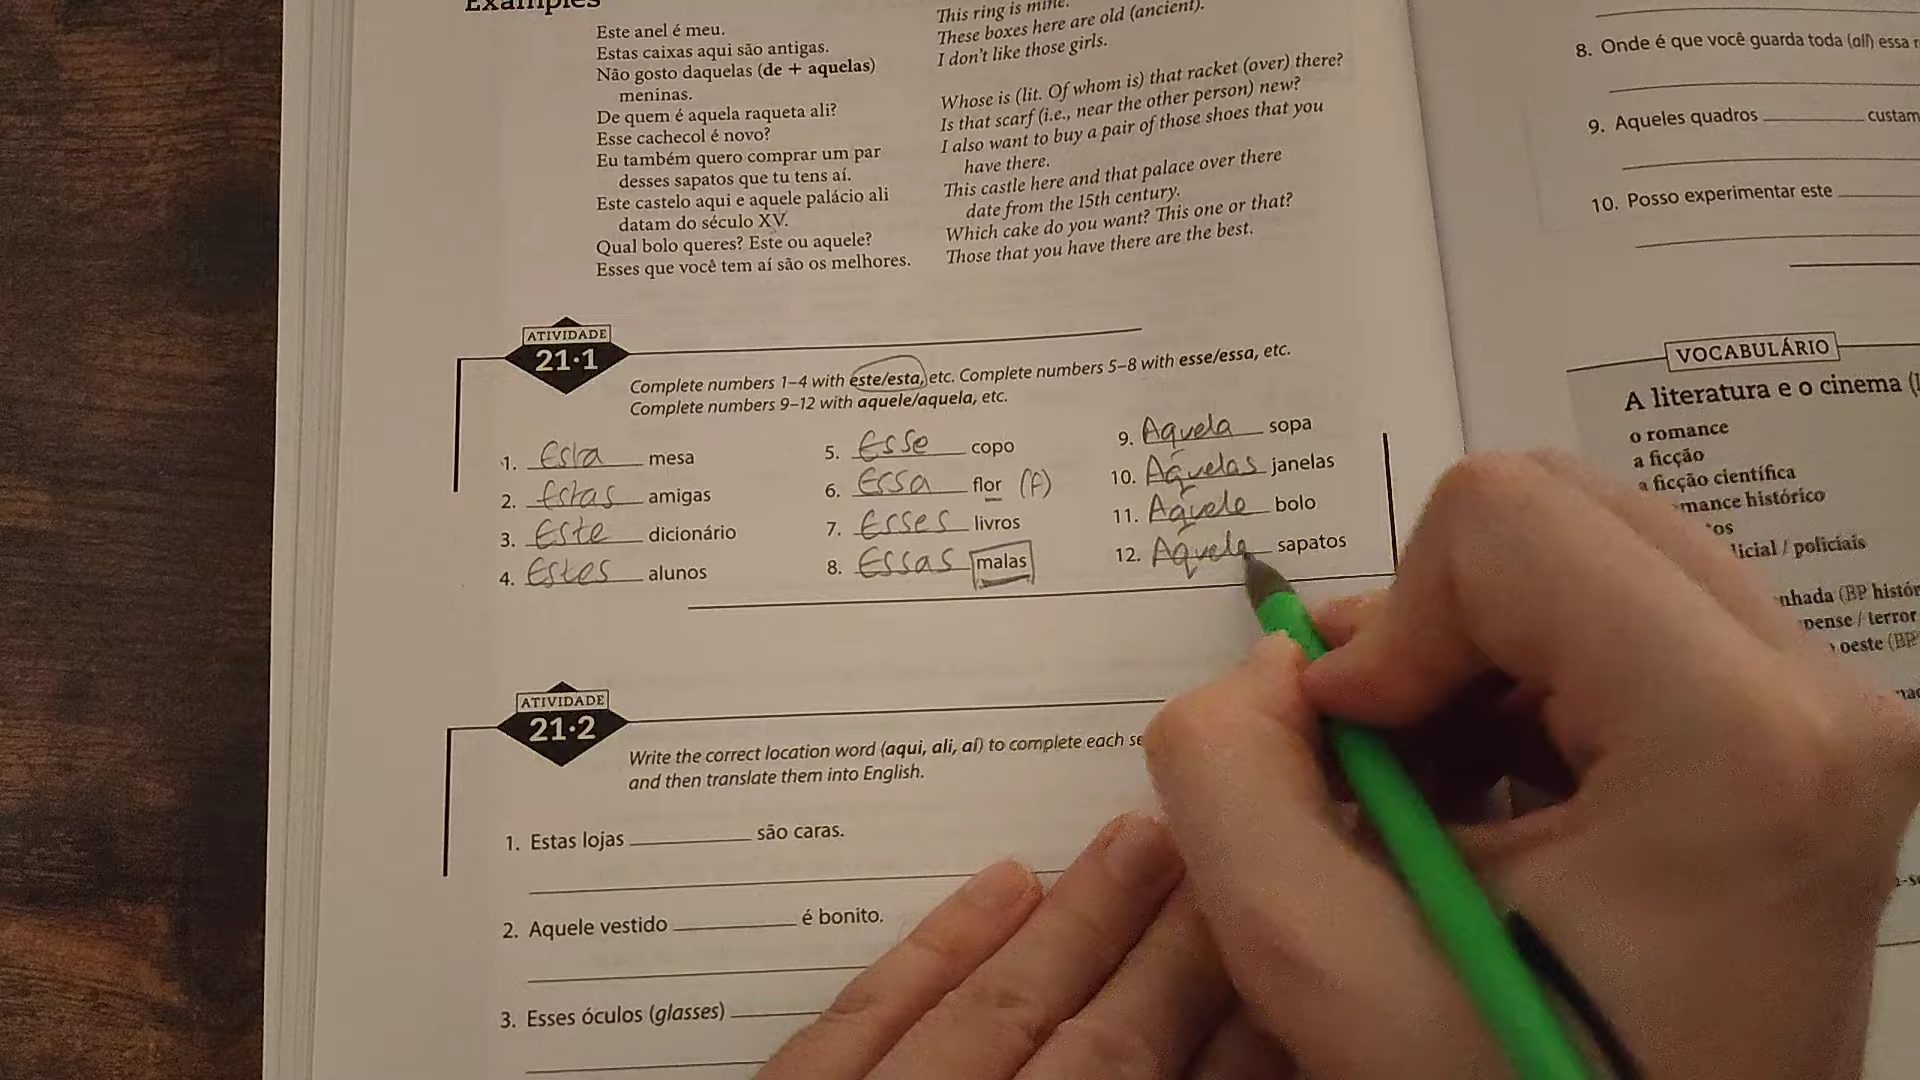 Examples
Este anel é meu.
Estas caixas aqui são antigas.
Não gosto daquelas (de + aquelas)
meninas.
De quem é aquela raqueta ali?
Esse cachecol é novo?
Eu também quero comprar um par
desses sapatos que tu tens aí.
Este castelo aqui e aquele palácio ali
datam do século XV.
Qual bolo queres? Este ou aquele?
Esses que você tem aí são os melhores.
This ring is mine.
These boxes here are old (ancient).
I don't like those girls.
Whose is (lit. Of whom is) that racket (over) there?
Is that scarf (i.e., near the other person) new?
I also want to buy a pair of those shoes that you
have there.
This castle here and that palace over there
date from the 15th century.
Which cake do you want? This one or that?
Those that you have there are the best.
ATIVIDADE
21·1
Complete numbers 1–4 with este/esta, etc. Complete numbers 5–8 with esse/essa, etc.
Complete numbers 9–12 with aquele/aquela, etc.
1. Esta mesa
2. Estas amigas
3. Este dicionário
4. Estes alunos
5. Esse copo
6. Essa flor (f)
7. Esses livros
8. Essas malas
9. Aquela sopa
10. Aquelas janelas
11. Aquele bolo
12. Aquele sapatos
ATIVIDADE
21·2
Write the correct location word (aqui, ali, aí) to complete each
and then translate them into English.
1. Estas lojas __________ são caras.
2. Aquele vestido __________ é bonito.
3. Esses óculos (glasses) __________
8. Onde é que você guarda toda (all) essa
9. Aqueles quadros __________ custam
10. Posso experimentar este __________
VOCABULÁRIO
A literatura e o cinema
o romance
a ficção
a ficção científica
mance histórico
os
licial / policiais
nhada (BP histór
pense / terror
oeste (BP